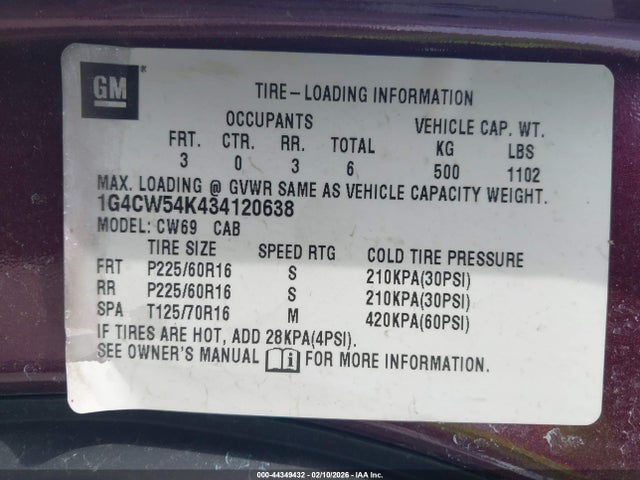 GM
TIRE-LOADING INFORMATION
OCCUPANTS VEHICLE CAP. WT.
FRT. CTR. RR. TOTAL KG LBS
3 0 3 6 500 1102
MAX. LOADING @ GVWR SAME AS VEHICLE CAPACITY WEIGHT.
1G4CW54K434120638
MODEL: CW69 CAB
TIRE SIZE SPEED RTG COLD TIRE PRESSURE
FRT P225/60R16 S 210KPA(30PSI)
RR P225/60R16 S 210KPA(30PSI)
SPA T125/70R16 M 420KPA(60PSI)
IF TIRES ARE HOT, ADD 28KPA(4PSI).
SEE OWNER'S MANUAL FOR MORE INFORMATION.
000-44349432 - 02/10/2026 - IAA Inc.